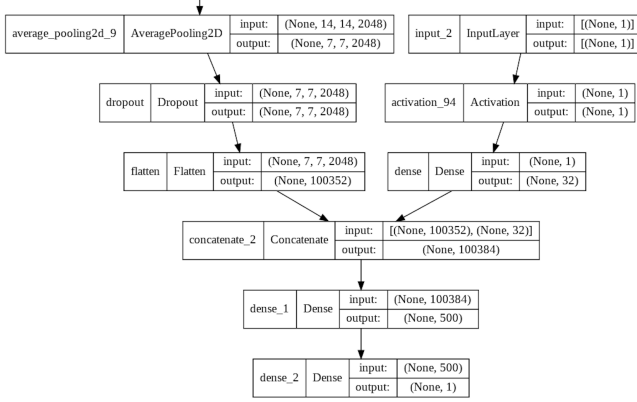 average_pooling2d_9 AveragePooling2D input: (None, 14, 14, 2048)
output: (None, 7, 7, 2048)
input_2 InputLayer input: [(None, 1)]
output: [(None, 1)]
dropout Dropout input: (None, 7, 7, 2048)
output: (None, 7, 7, 2048)
activation_94 Activation input: (None, 1)
output: (None, 1)
flatten Flatten input: (None, 7, 7, 2048)
output: (None, 100352)
dense Dense input: (None, 1)
output: (None, 32)
concatenate_2 Concatenate input: [(None, 100352), (None, 32)]
output: (None, 100384)
dense_1 Dense input: (None, 100384)
output: (None, 500)
dense_2 Dense input: (None, 500)
output: (None, 1)